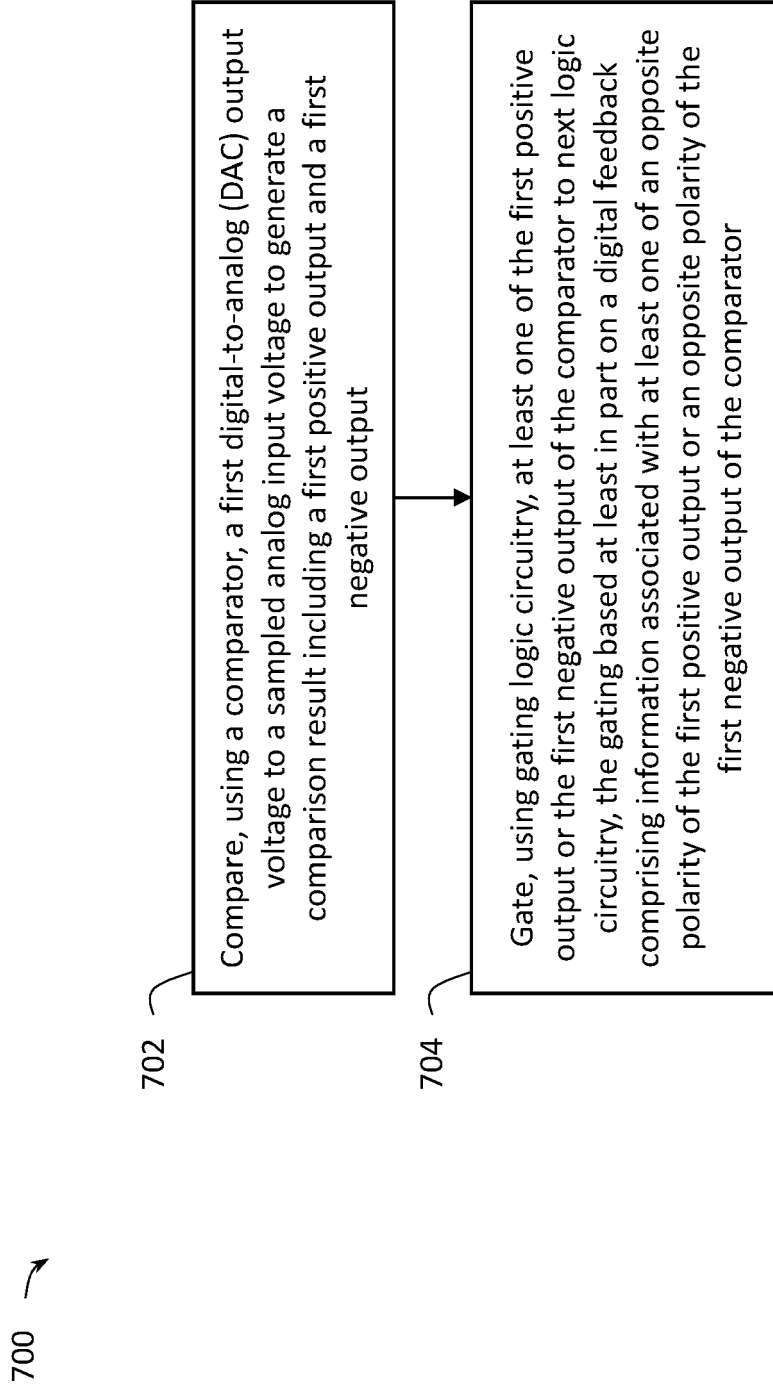 700
702
Compare, using a comparator, a first digital-to-analog (DAC) output
voltage to a sampled analog input voltage to generate a
comparison result including a first positive output and a first
negative output
704
Gate, using gating logic circuitry, at least one of the first positive
output or the first negative output of the comparator to next logic
circuitry, the gating based at least in part on a digital feedback
comprising information associated with at least one of an opposite
polarity of the first positive output or an opposite polarity of the
first negative output of the comparator